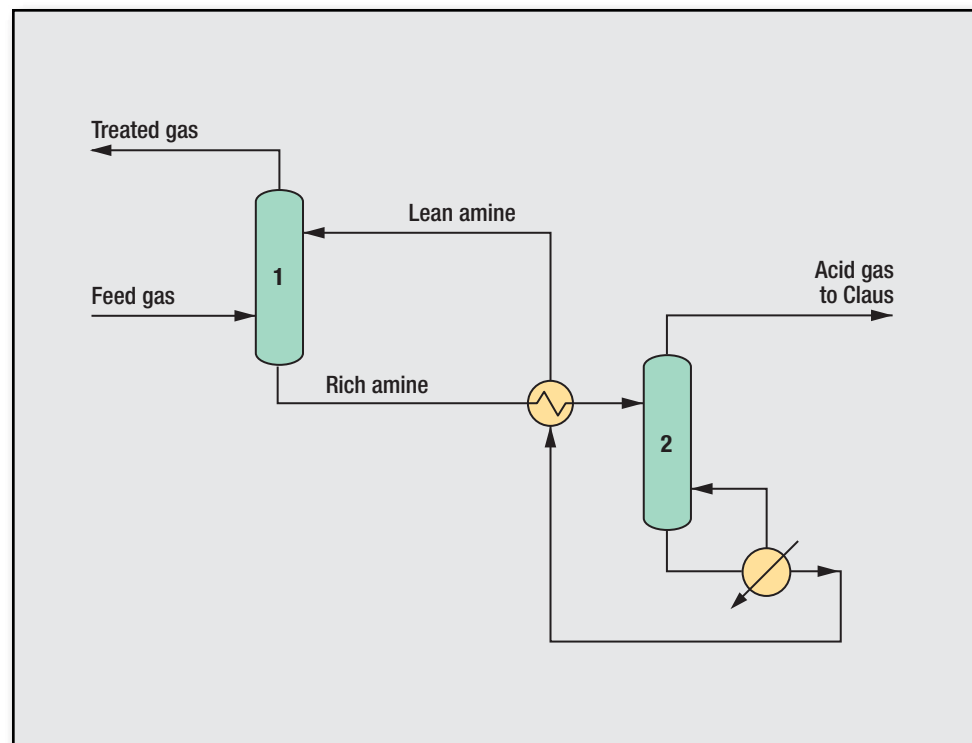 Treated gas
Lean amine
1
Acid gas
to Claus
Feed gas
Rich amine
2